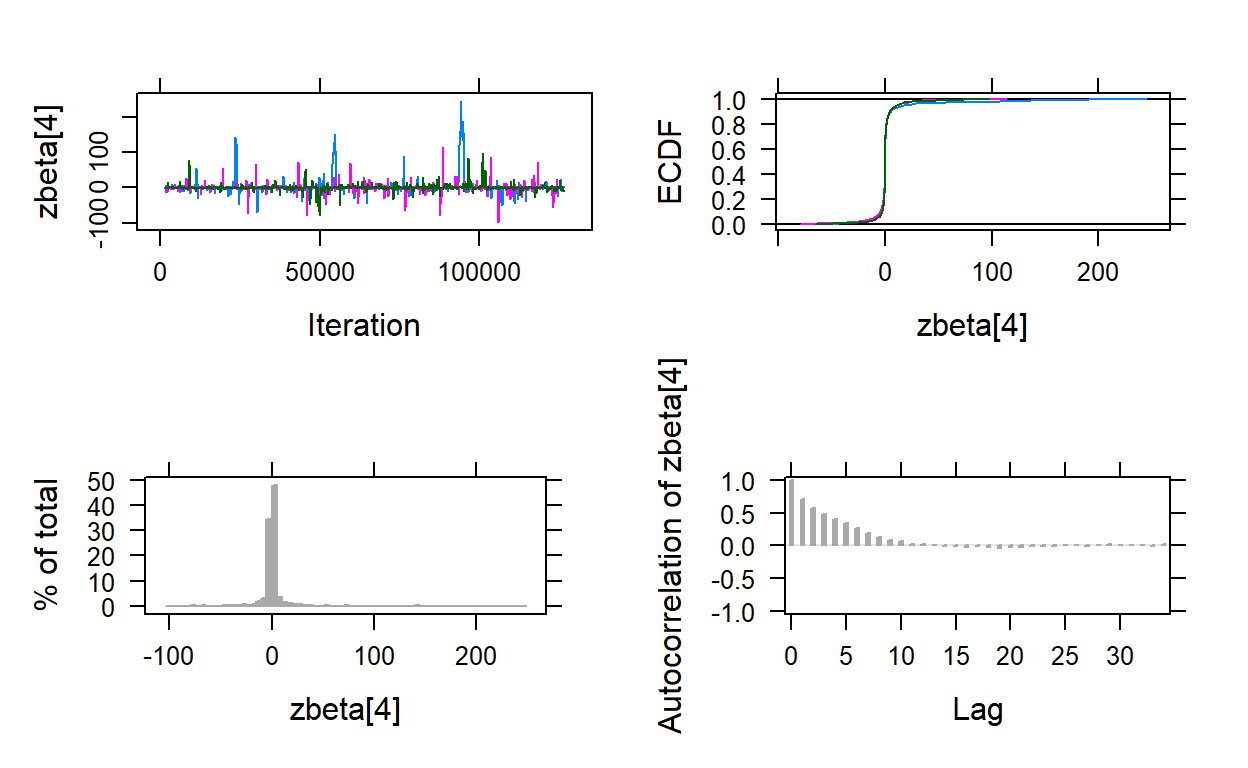 zbeta[4]
-100 0 100
0 50000 100000
Iteration
ECDF
1.0
0.8
0.6
0.4
0.2
0.0
0 100 200
zbeta[4]
% of total
50
40
30
20
10
0
-100 0 100 200
zbeta[4]
Autocorrelation of zbeta[4]
1.0
0.5
0.0
-0.5
-1.0
0 5 10 15 20 25 30
Lag